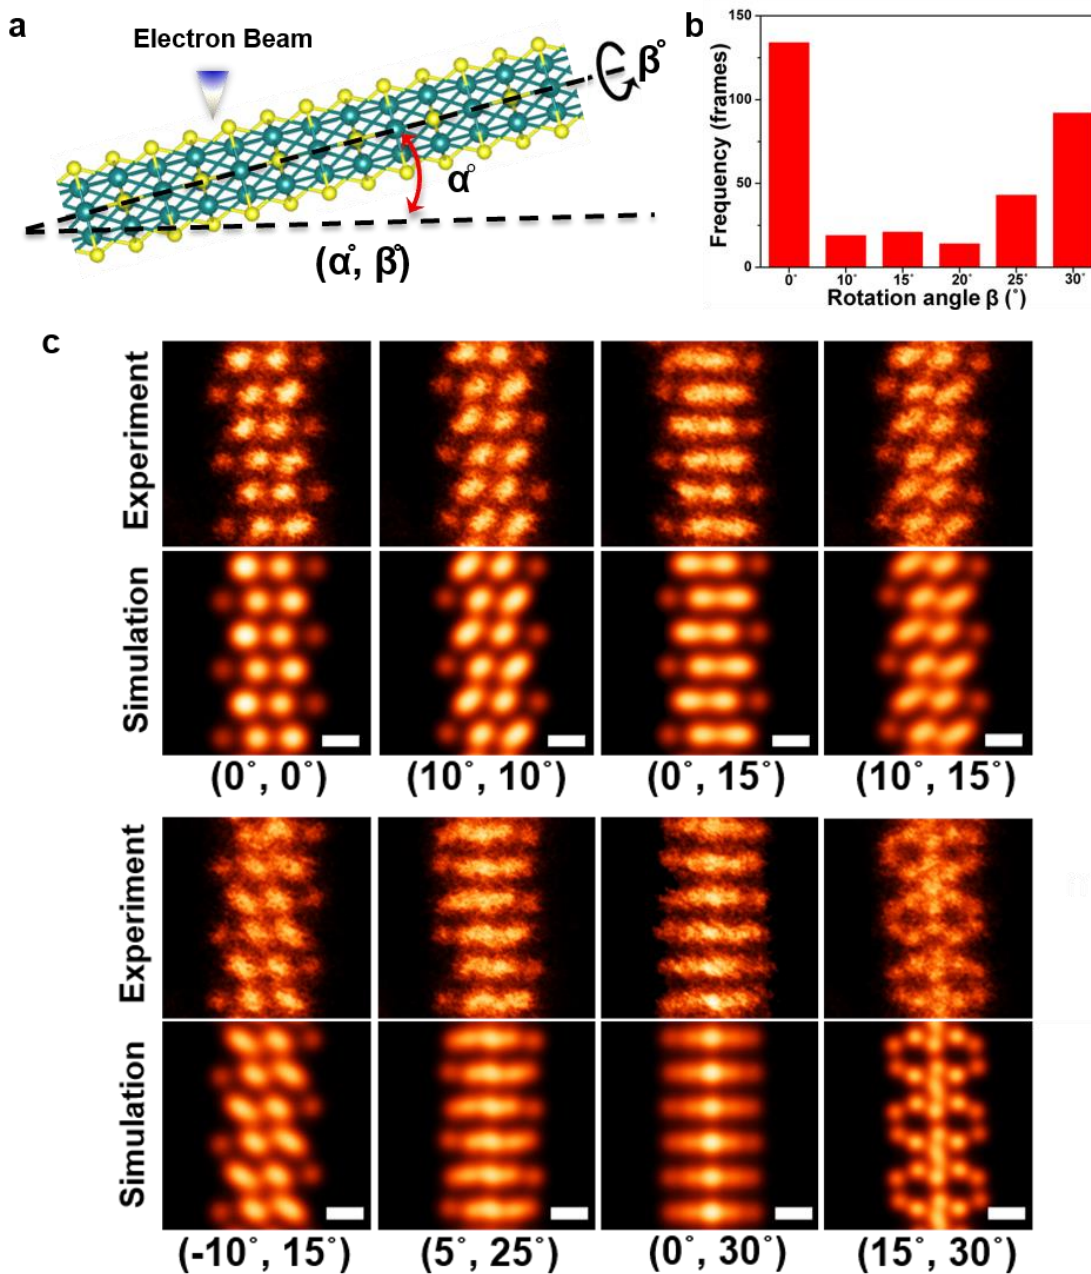 a
Electron Beam
β°
α°
(α°, β°)
b
150
100
50
0
Frequency (frames)
0° 10° 15° 20° 25° 30°
Rotation angle β (°)
c
Experiment
Simulation
(0°, 0°) (10°, 10°) (0°, 15°) (10°, 15°)
Experiment
Simulation
(-10°, 15°) (5°, 25°) (0°, 30°) (15°, 30°)